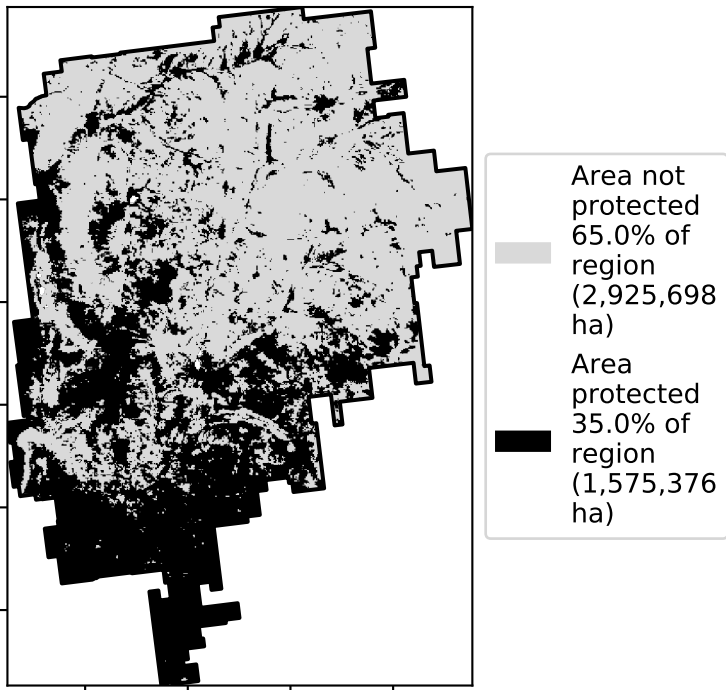 Area not
protected
65.0% of
region
(2,925,698
ha)
Area
protected
35.0% of
region
(1,575,376
ha)